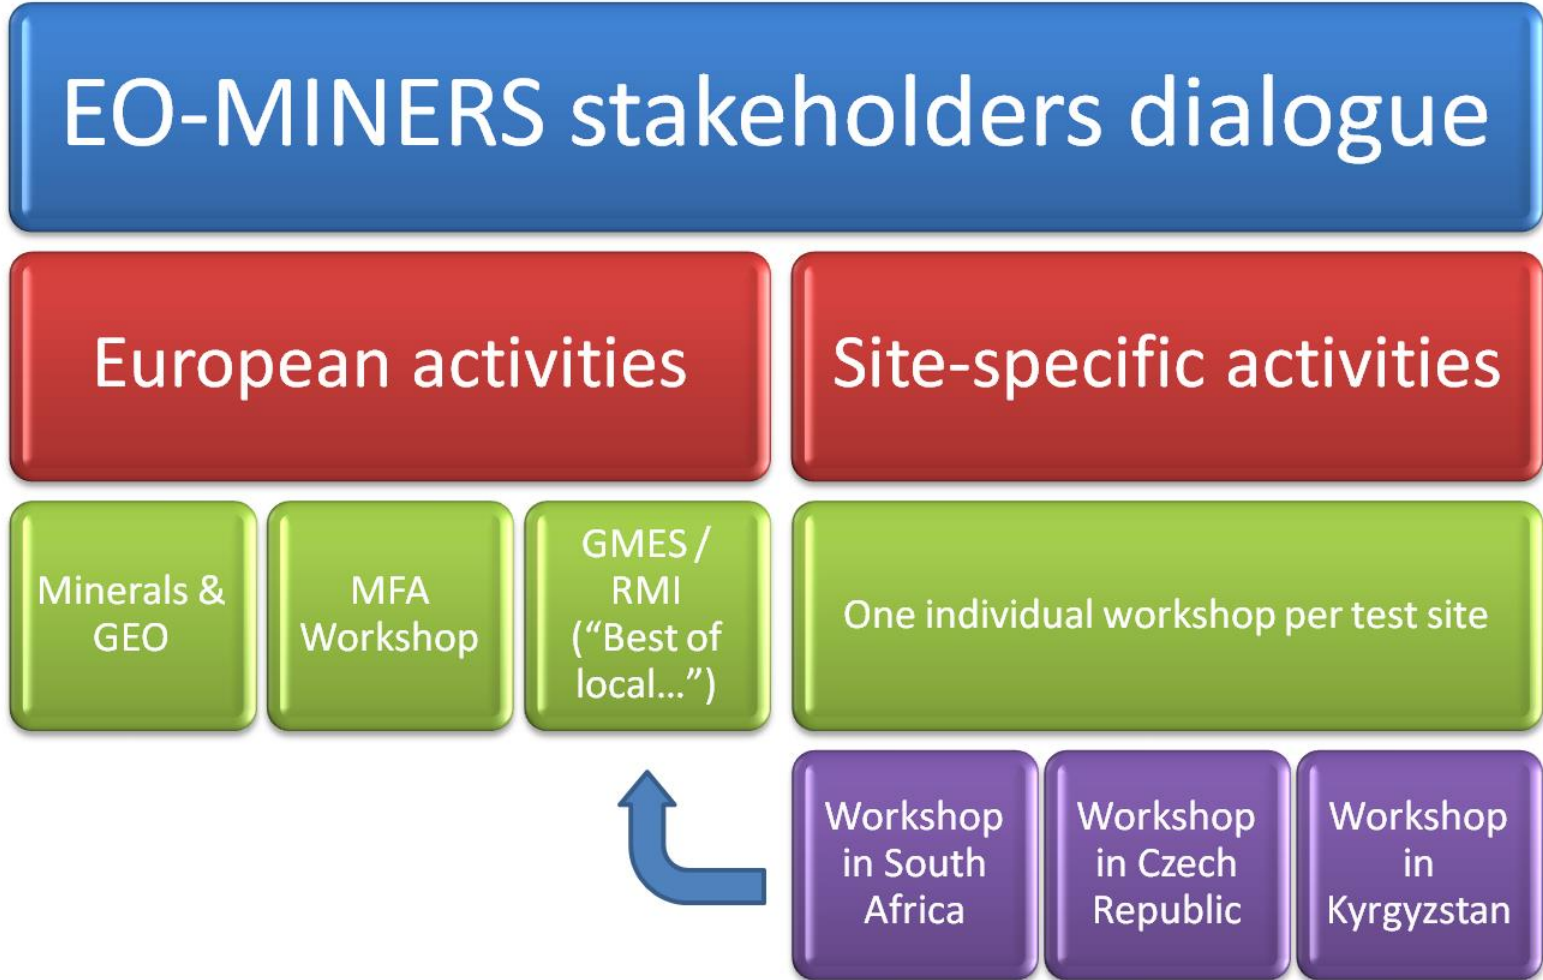 EO-MINERS stakeholders dialogue
European activities
Site-specific activities
Minerals &
GEO
MFA
Workshop
GMES /
RMI
(“Best of
local...”)
One individual workshop per test site
Workshop
in South
Africa
Workshop
in Czech
Republic
Workshop
in
Kyrgyzstan